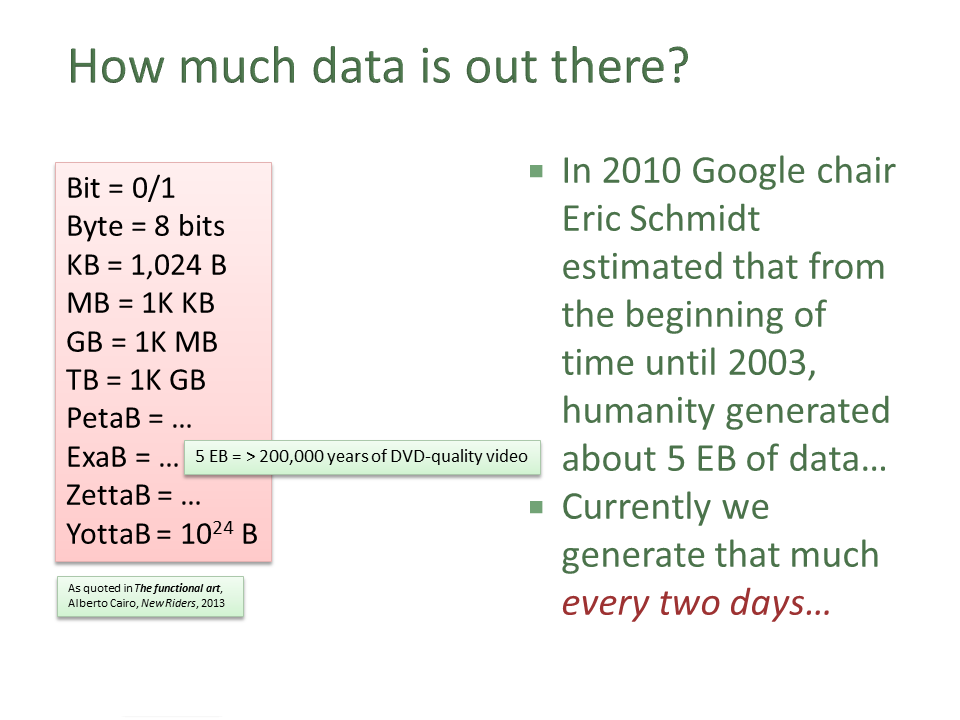 How much data is out there?
Bit = 0/1
Byte = 8 bits
KB = 1,024 B
MB = 1K KB
GB = 1K MB
TB = 1K GB
PetaB = …
ExaB = …
5 EB = > 200,000 years of DVD-quality video
ZettaB = …
YottaB = 10²⁴ B
As quoted in The functional art,
Alberto Cairo, New Riders, 2013
▪ In 2010 Google chair
Eric Schmidt
estimated that from
the beginning of
time until 2003,
humanity generated
about 5 EB of data…
▪ Currently we
generate that much
every two days…